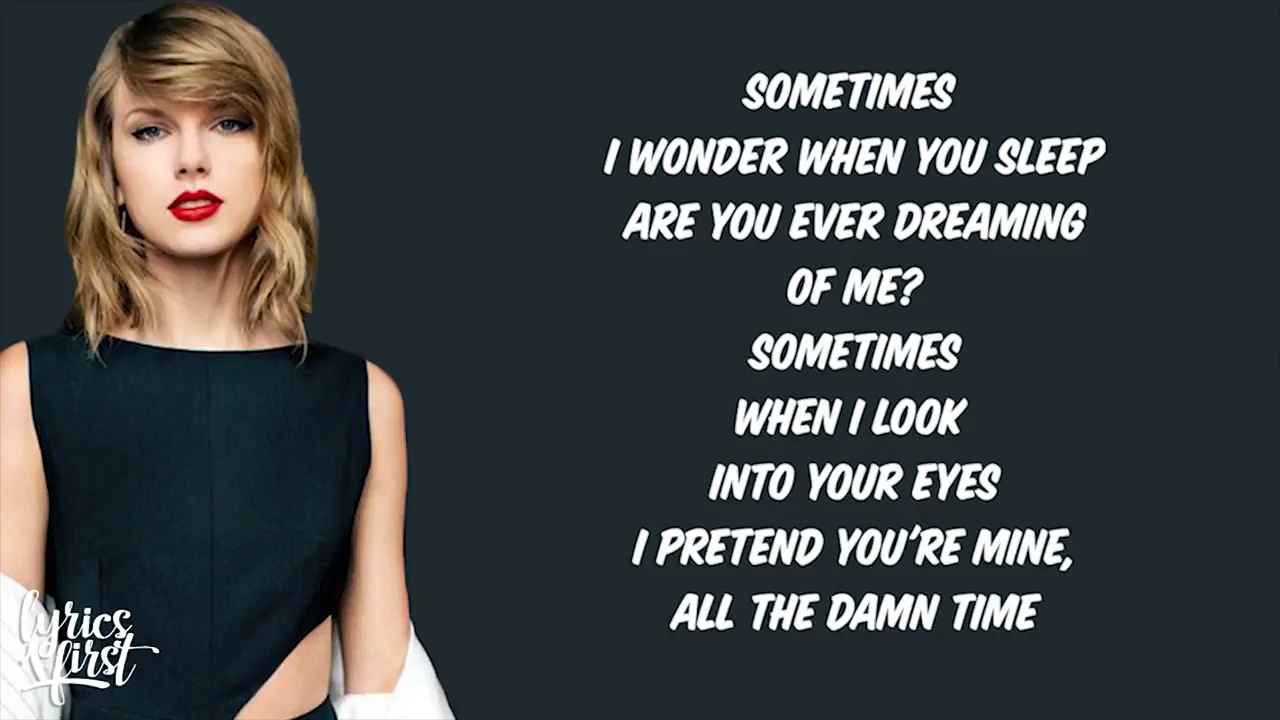 SOMETIMES
I WONDER WHEN YOU SLEEP
ARE YOU EVER DREAMING
OF ME?
SOMETIMES
WHEN I LOOK
INTO YOUR EYES
I PRETEND YOU'RE MINE,
ALL THE DAMN TIME
lyrics
first